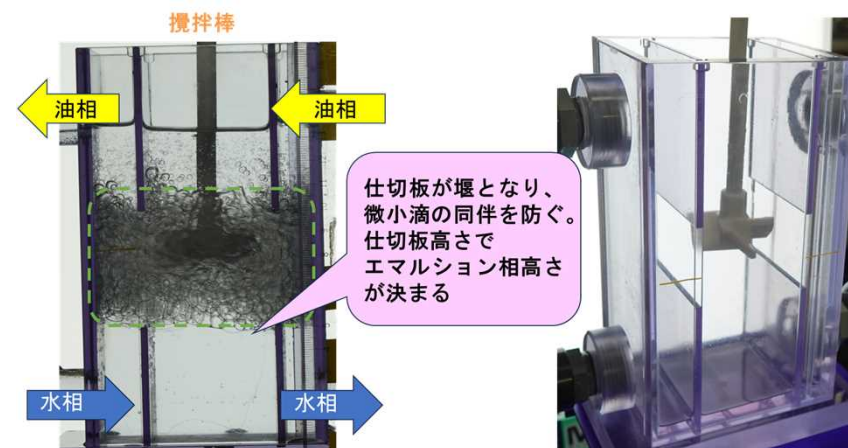 攪拌棒
油相
油相
仕切板が堰となり、
微小滴の同伴を防ぐ。
仕切板高さで
エマルション相高さ
が決まる
水相
水相